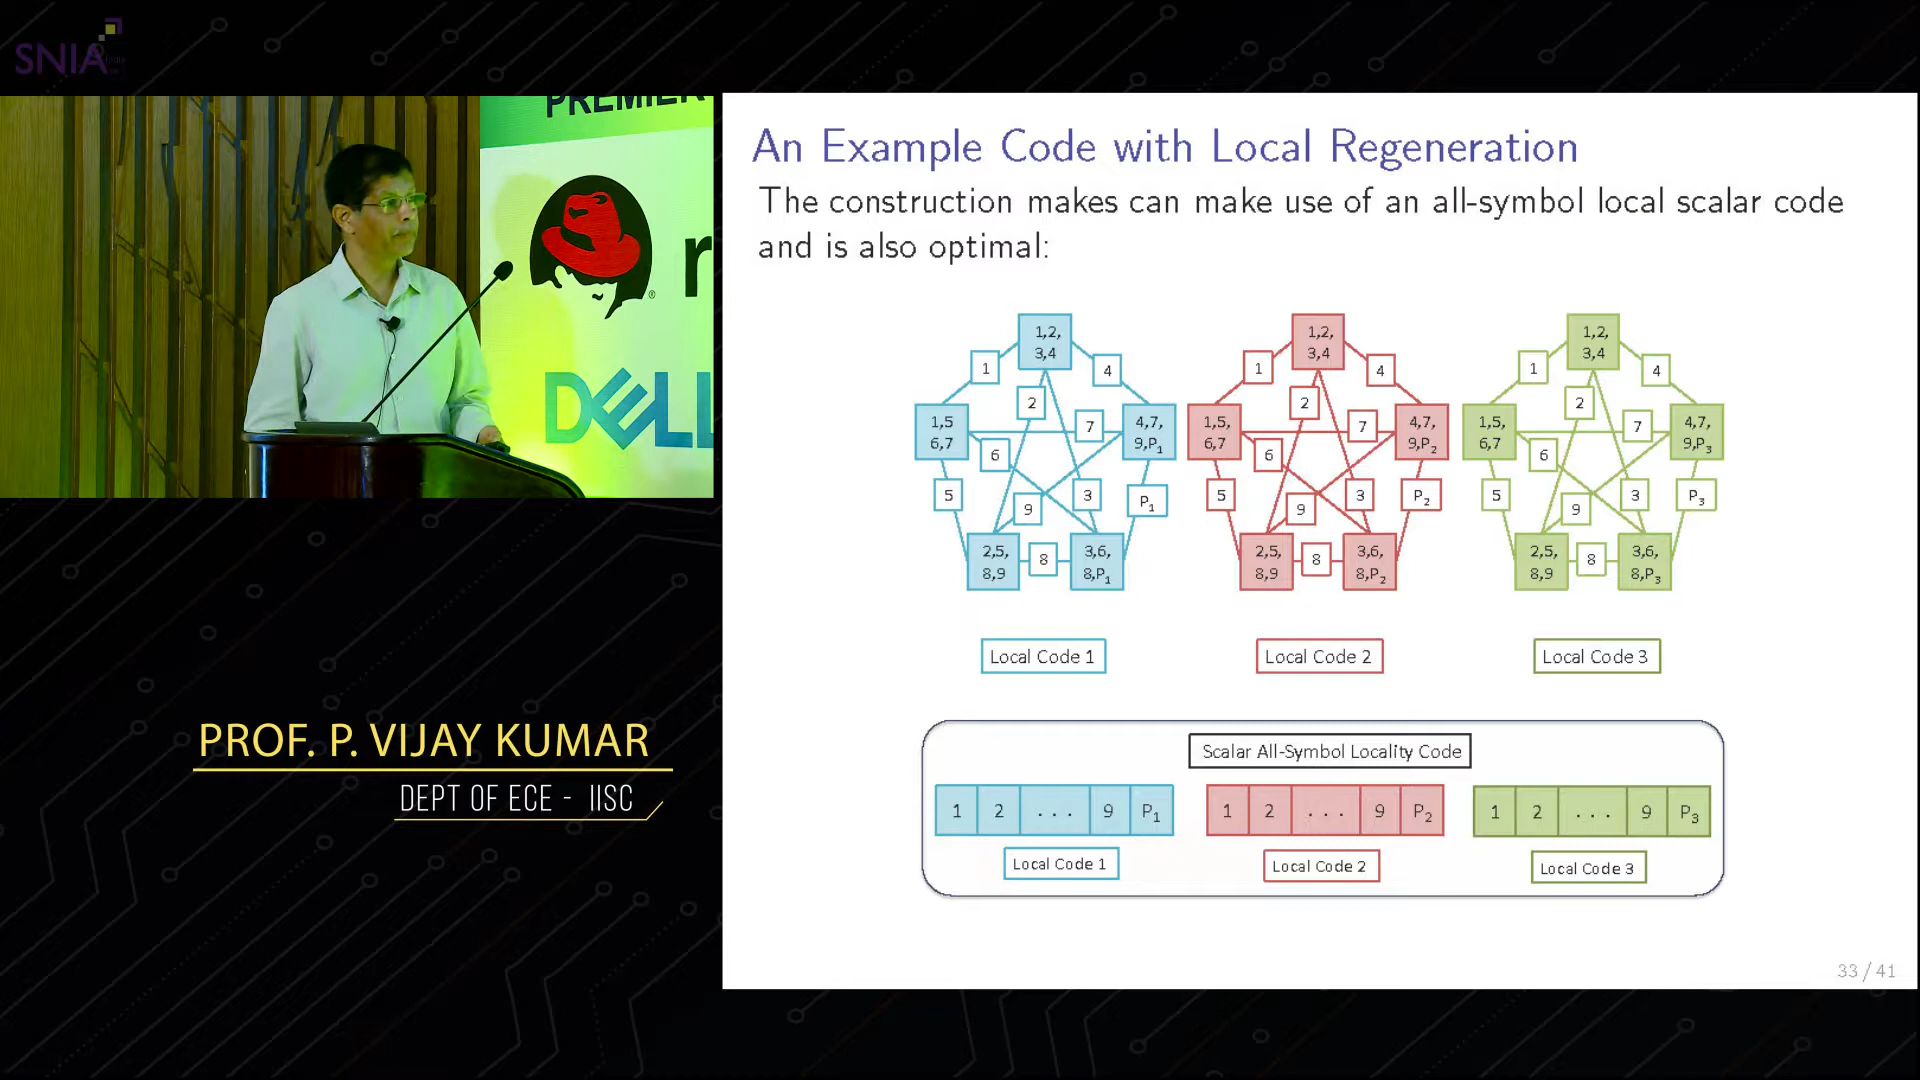 SNIA
PREMIER
r
DELL
PROF. P. VIJAY KUMAR
DEPT OF ECE - IISC
An Example Code with Local Regeneration
The construction makes can make use of an all-symbol local scalar code
and is also optimal:
1,2,
3,4
1
4
2
1,5
6,7
7
4,7,
9,P1
6
5
3
P1
9
2,5,
8,9
8
3,6,
8,P1
Local Code 1
1,2,
3,4
1
4
2
1,5,
6,7
7
4,7,
9,P2
6
5
3
P2
9
2,5,
8,9
8
3,6,
8,P2
Local Code 2
1,2,
3,4
1
4
2
1,5,
6,7
7
4,7,
9,P3
6
5
3
P3
9
2,5,
8,9
8
3,6,
8,P3
Local Code 3
Scalar All-Symbol Locality Code
1 2 ... 9 P1
1 2 ... 9 P2
1 2 ... 9 P3
Local Code 1
Local Code 2
Local Code 3
33 / 41